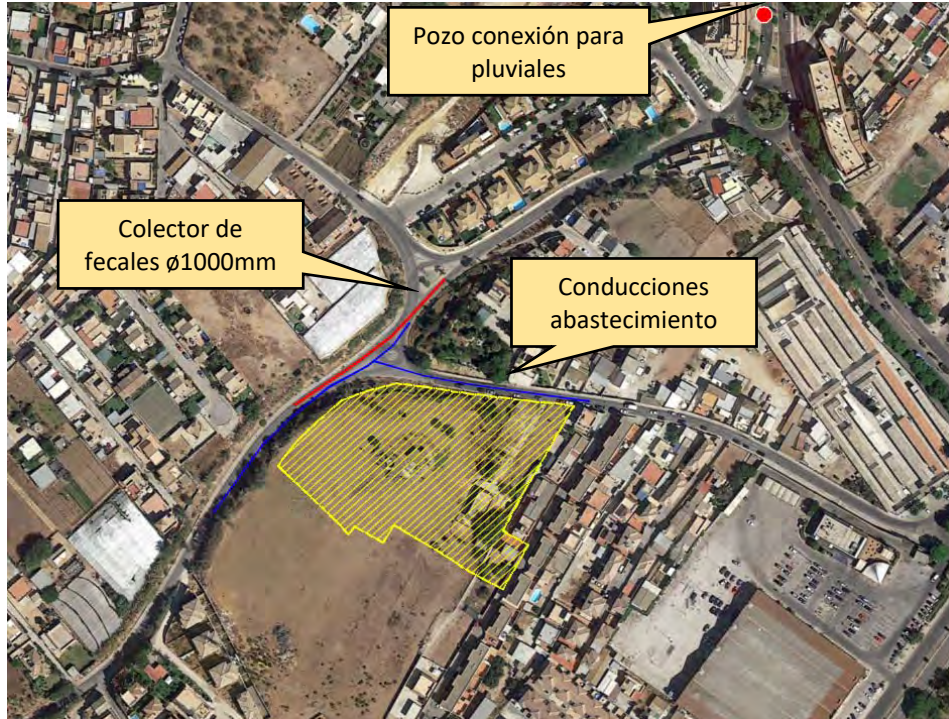 Pozo conexión para
pluviales
Colector de
fecales ø1000mm
Conducciones
abastecimiento